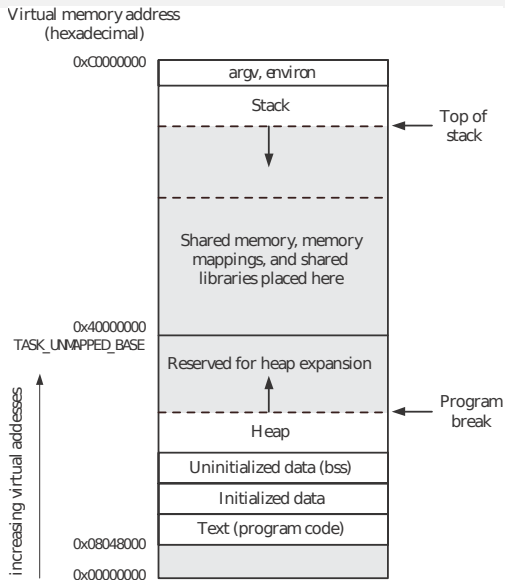 Virtual memory address
(hexadecimal)
0xC0000000
argv, environ
Stack
Top of
stack
Shared memory, memory
mappings, and shared
libraries placed here
0x40000000
TASK_UNMAPPED_BASE
Reserved for heap expansion
Program
break
Heap
Uninitialized data (bss)
Initialized data
Text (program code)
0x08048000
0x00000000
increasing virtual addesses